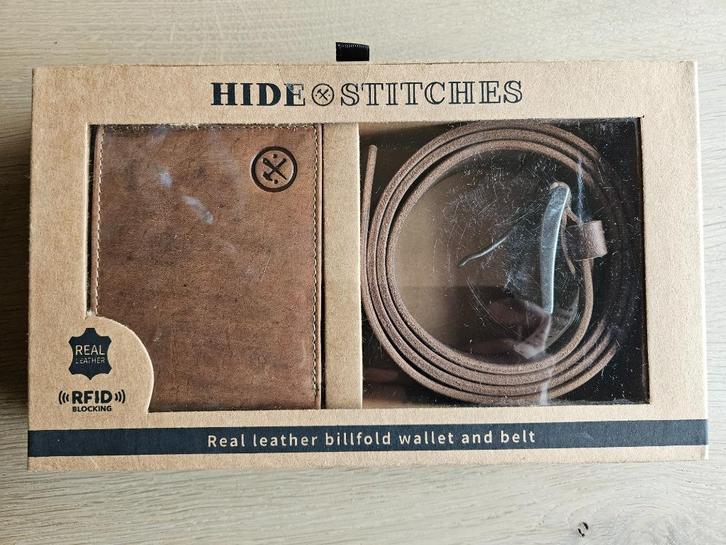 HIDE STITCHES
REAL
LEATHER
RFID
BLOCKING
Real leather billfold wallet and belt